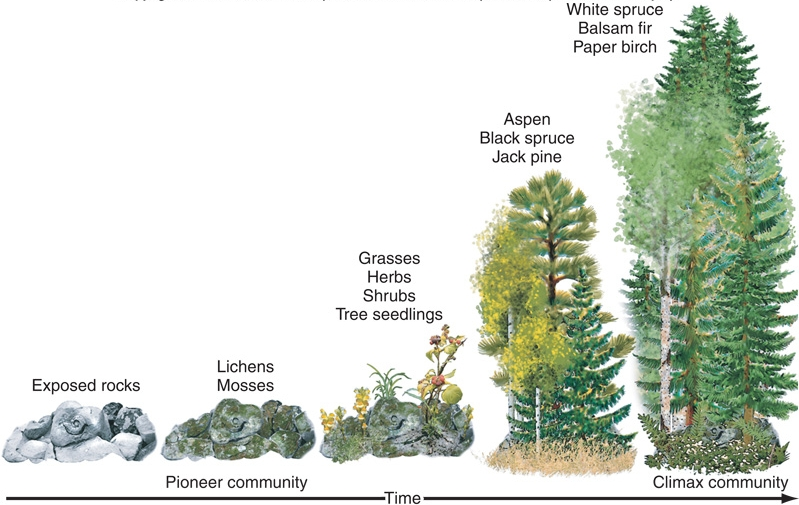 White spruce
Balsam fir
Paper birch
Aspen
Black spruce
Jack pine
Grasses
Herbs
Shrubs
Tree seedlings
Lichens
Mosses
Exposed rocks
Pioneer community
Climax community
Time